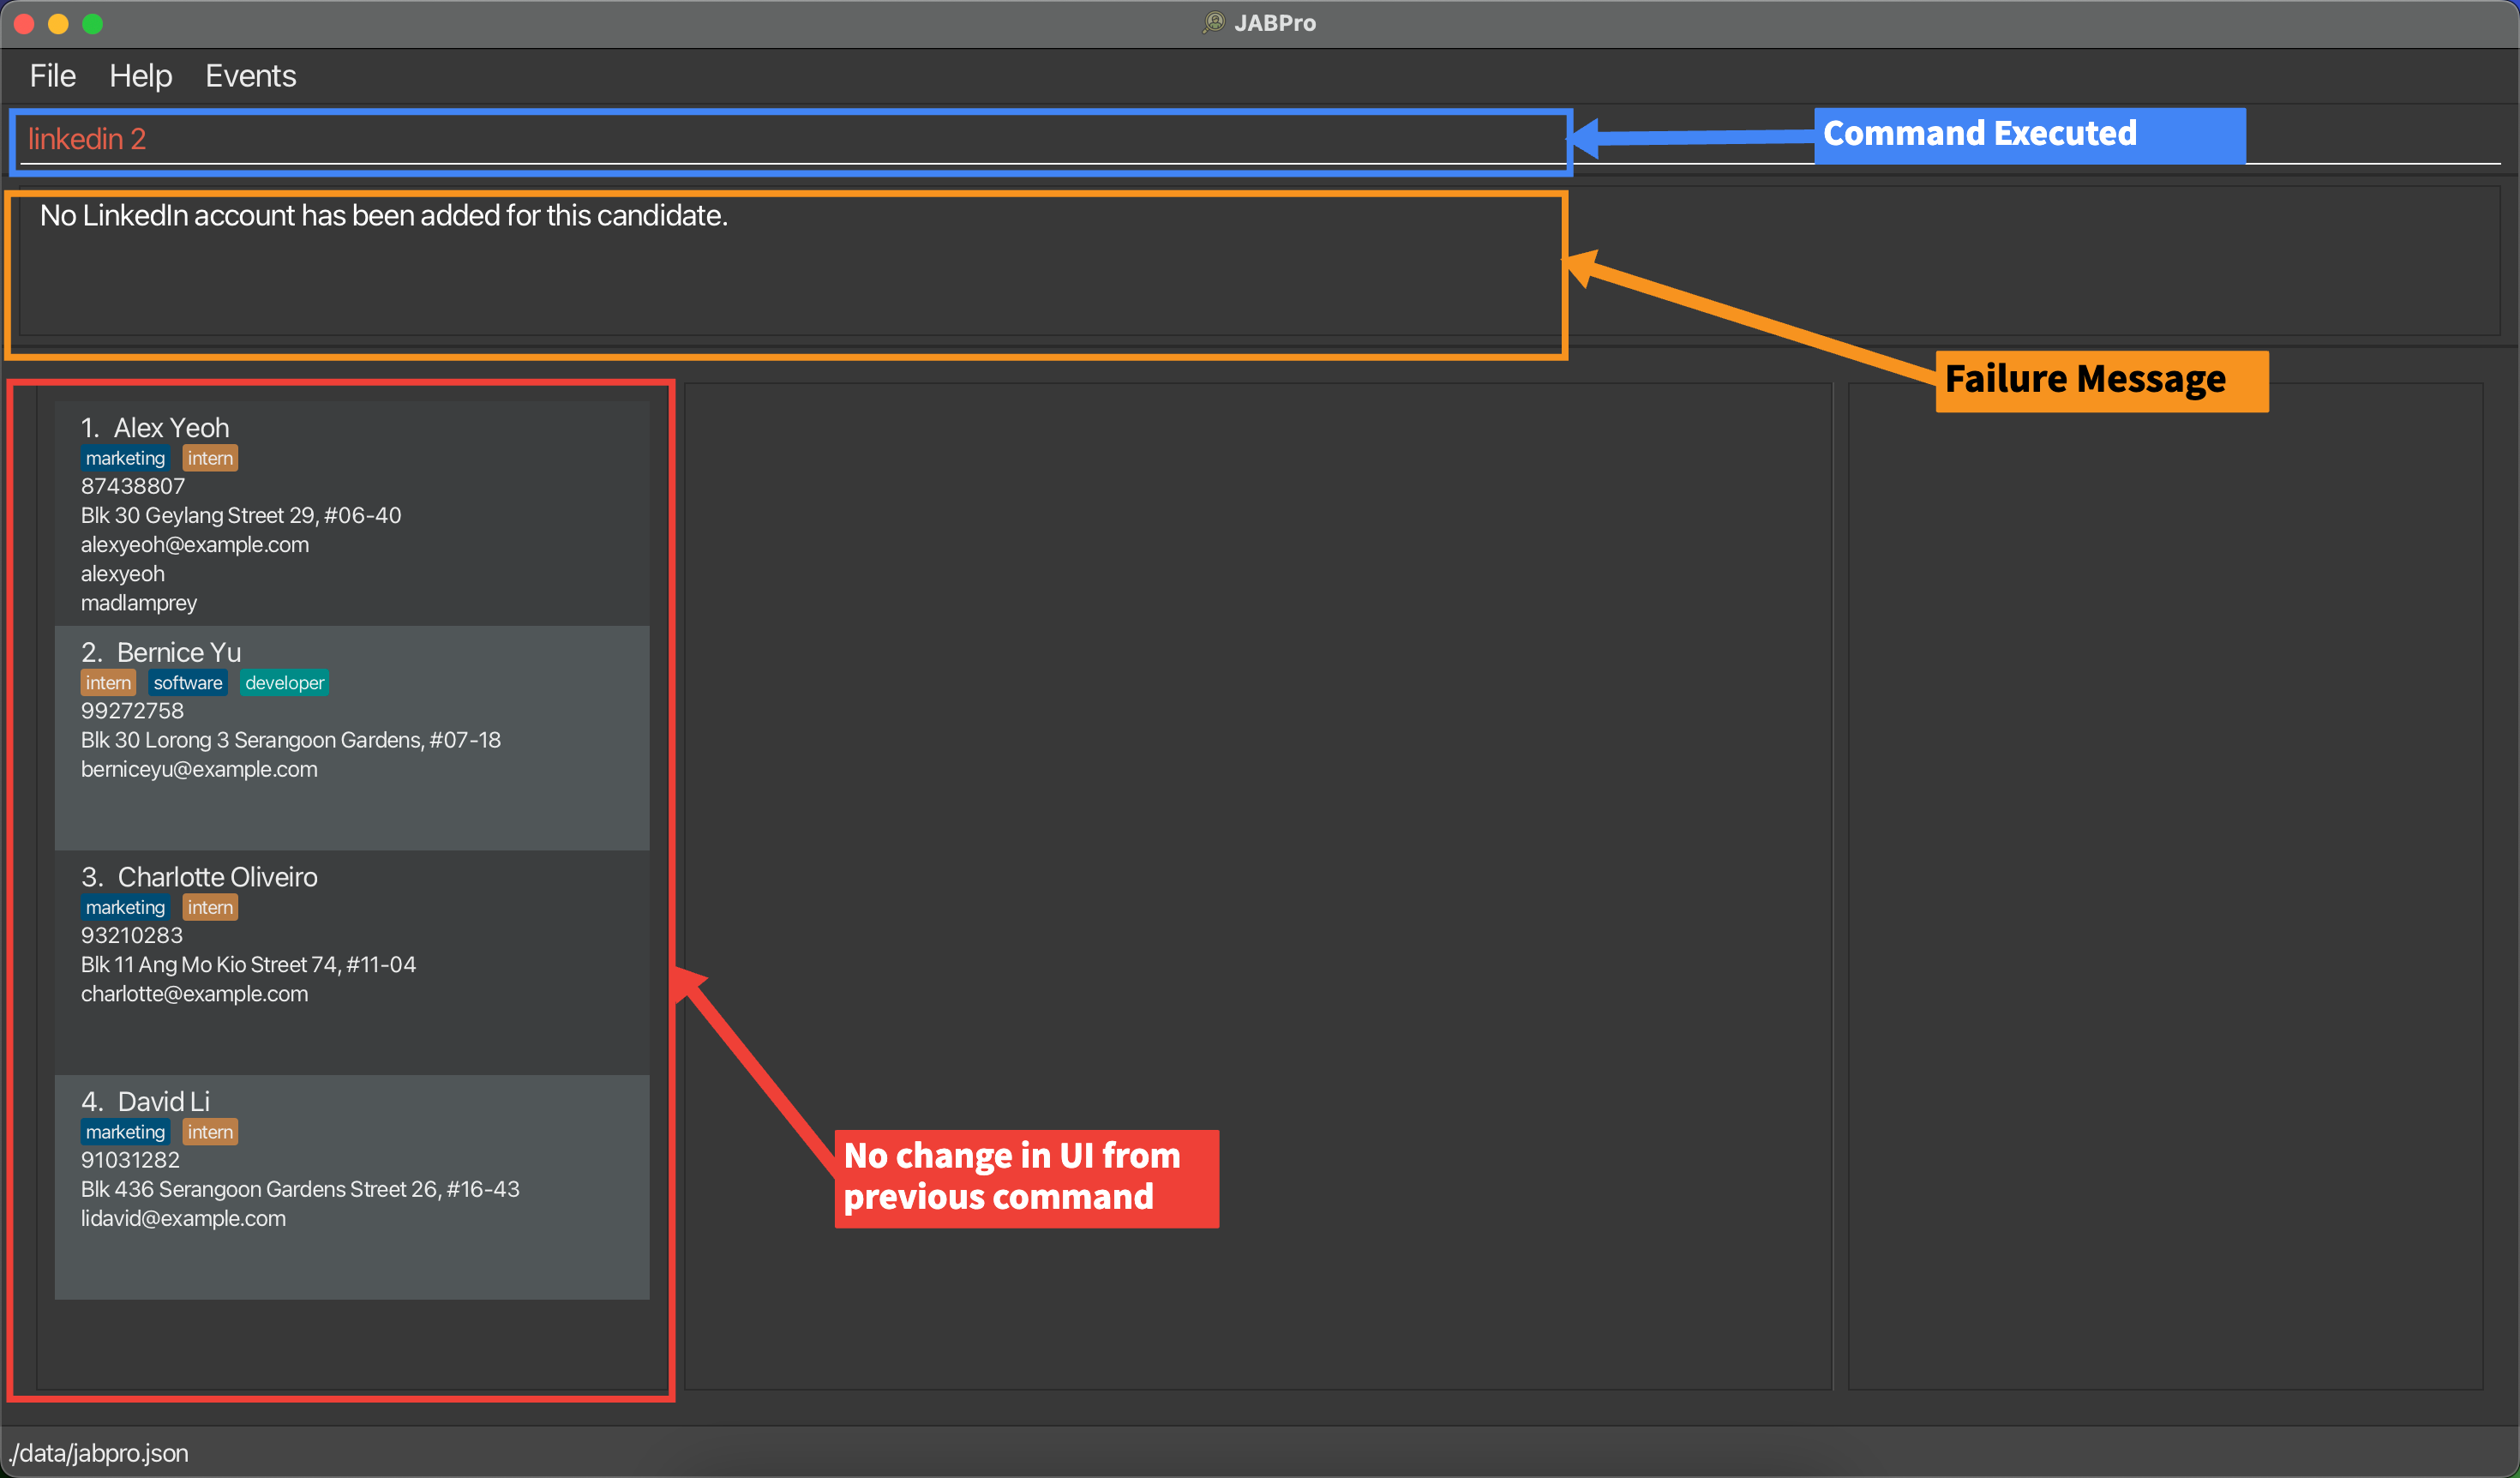 JABPro
File Help Events
linkedin 2
Command Executed
No LinkedIn account has been added for this candidate.
Failure Message
1. Alex Yeoh
marketing intern
87438807
Blk 30 Geylang Street 29, #06-40
alexyeoh@example.com
alexyeoh
madlamprey
2. Bernice Yu
intern software developer
99272758
Blk 30 Lorong 3 Serangoon Gardens, #07-18
berniceyu@example.com
3. Charlotte Oliveiro
marketing intern
93210283
Blk 11 Ang Mo Kio Street 74, #11-04
charlotte@example.com
4. David Li
marketing intern
91031282
Blk 436 Serangoon Gardens Street 26, #16-43
lidavid@example.com
No change in UI from
previous command
./data/jabpro.json